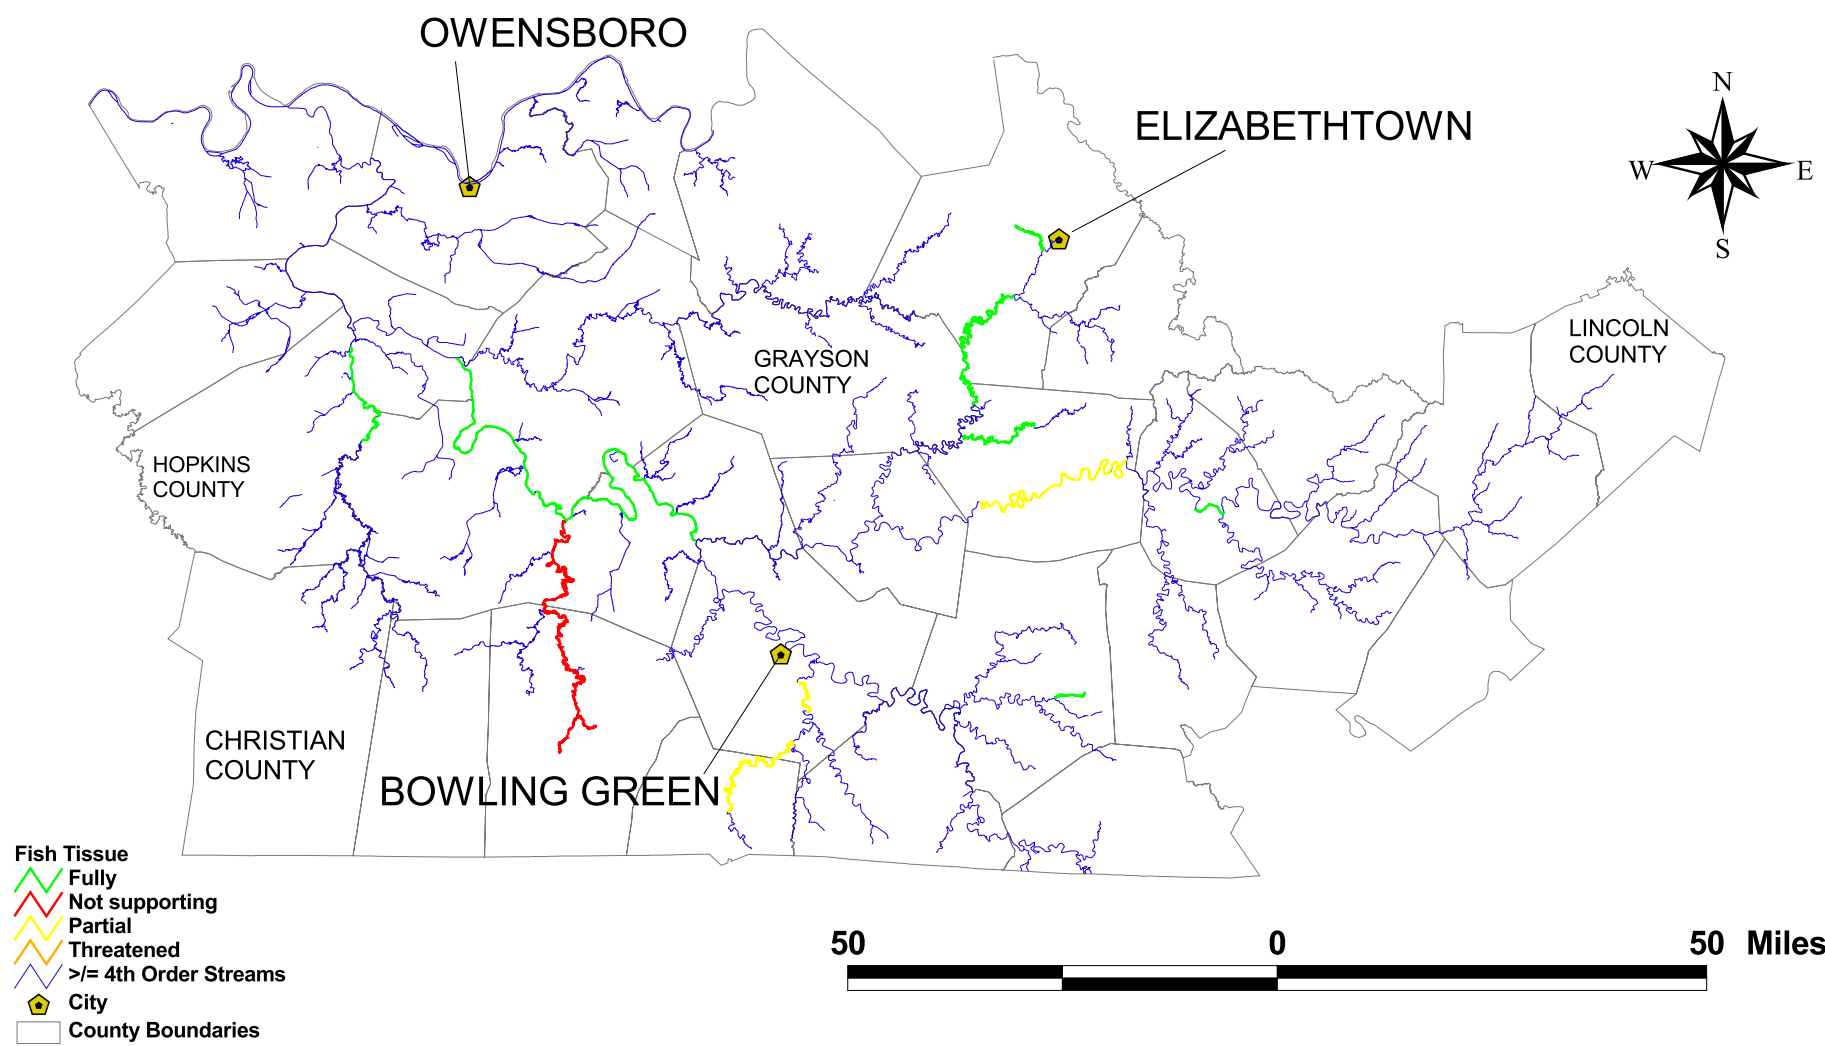 OWENSBORO
ELIZABETHTOWN
N
W
E
S
LINCOLN
COUNTY
GRAYSON
COUNTY
HOPKINS
COUNTY
CHRISTIAN
COUNTY
BOWLING GREEN
Fish Tissue
Fully
Not supporting
Partial
Threatened
>/= 4th Order Streams
City
County Boundaries
50 0 50 Miles